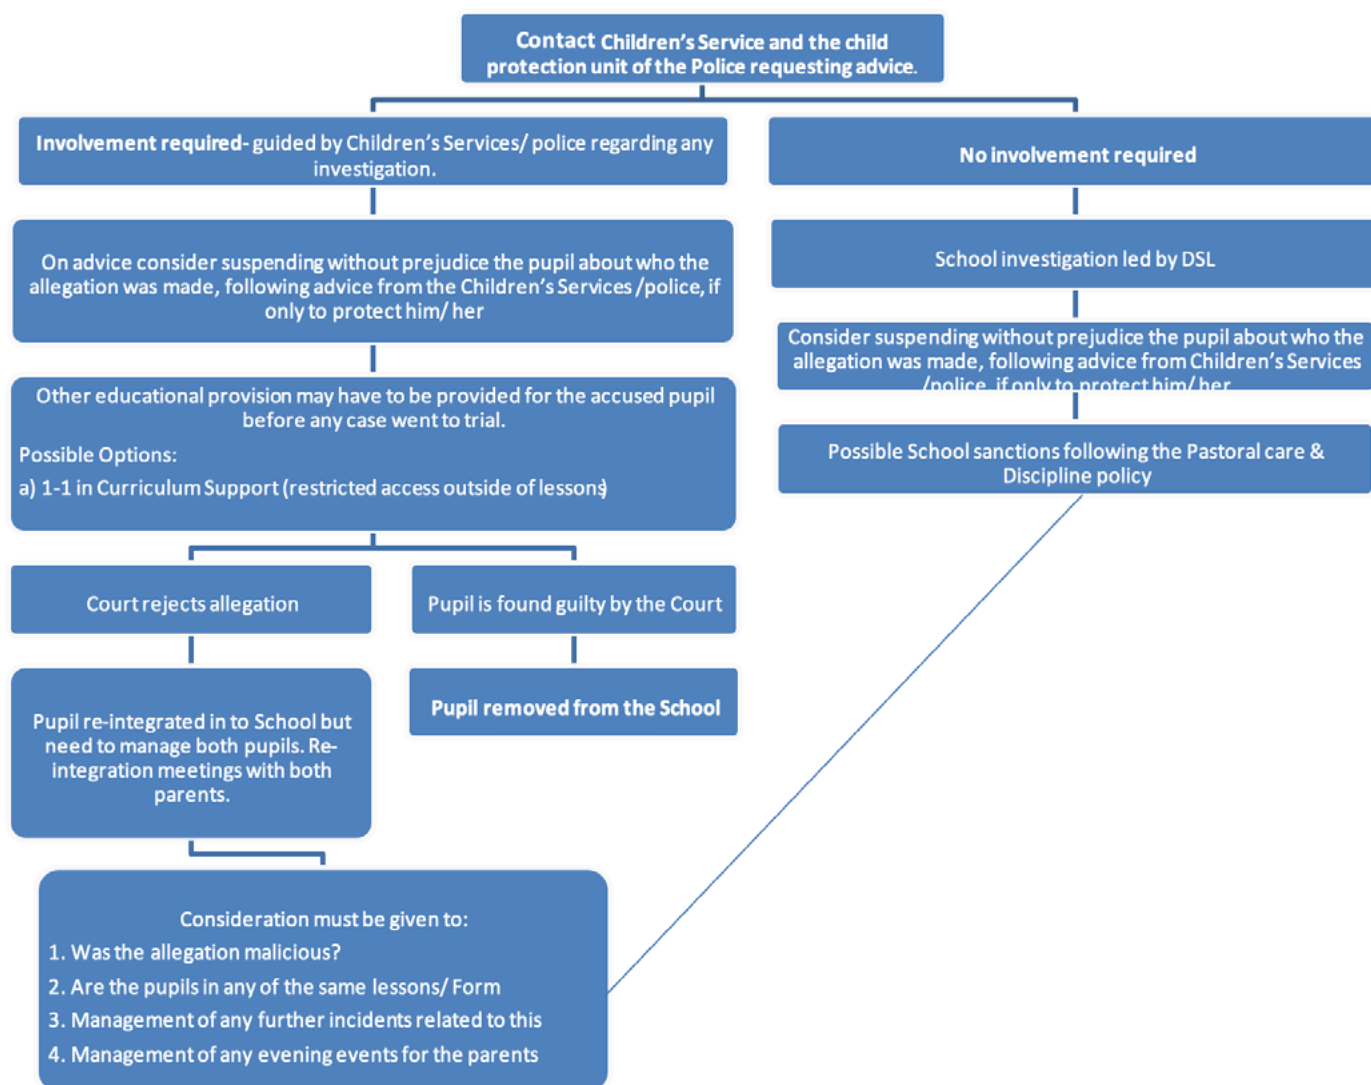 Contact Children's Service and the child
protection unit of the Police requesting advice.
Involvement required- guided by Children's Services/ police regarding any
investigation.
No involvement required
On advice consider suspending without prejudice the pupil about who the
allegation was made, following advice from the Children's Services /police, if
only to protect him/ her
School investigation led by DSL
Consider suspending without prejudice the pupil about who the
allegation was made, following advice from Children's Services
/police, if only to protect him/ her
Other educational provision may have to be provided for the accused pupil
before any case went to trial.
Possible Options:
a) 1-1 in Curriculum Support (restricted access outside of lessons)
Possible School sanctions following the Pastoral care &
Discipline policy
Court rejects allegation
Pupil is found guilty by the Court
Pupil re-integrated in to School but
need to manage both pupils. Re-
integration meetings with both
parents.
Pupil removed from the School
Consideration must be given to:
1. Was the allegation malicious?
2. Are the pupils in any of the same lessons/ Form
3. Management of any further incidents related to this
4. Management of any evening events for the parents